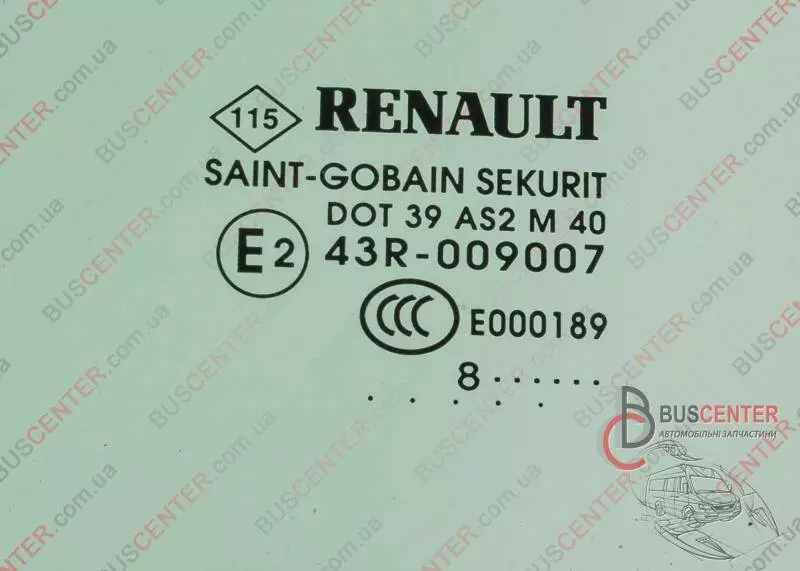 115 RENAULT
SAINT-GOBAIN SEKURIT
DOT 39 AS2 M 40
E2 43R-009007
CCC E000189
8 ......
. . . . .
BUSCENTER
АВТОМОБІЛЬНІ ЗАПЧАСТИНИ
BUSCENTER.com.ua